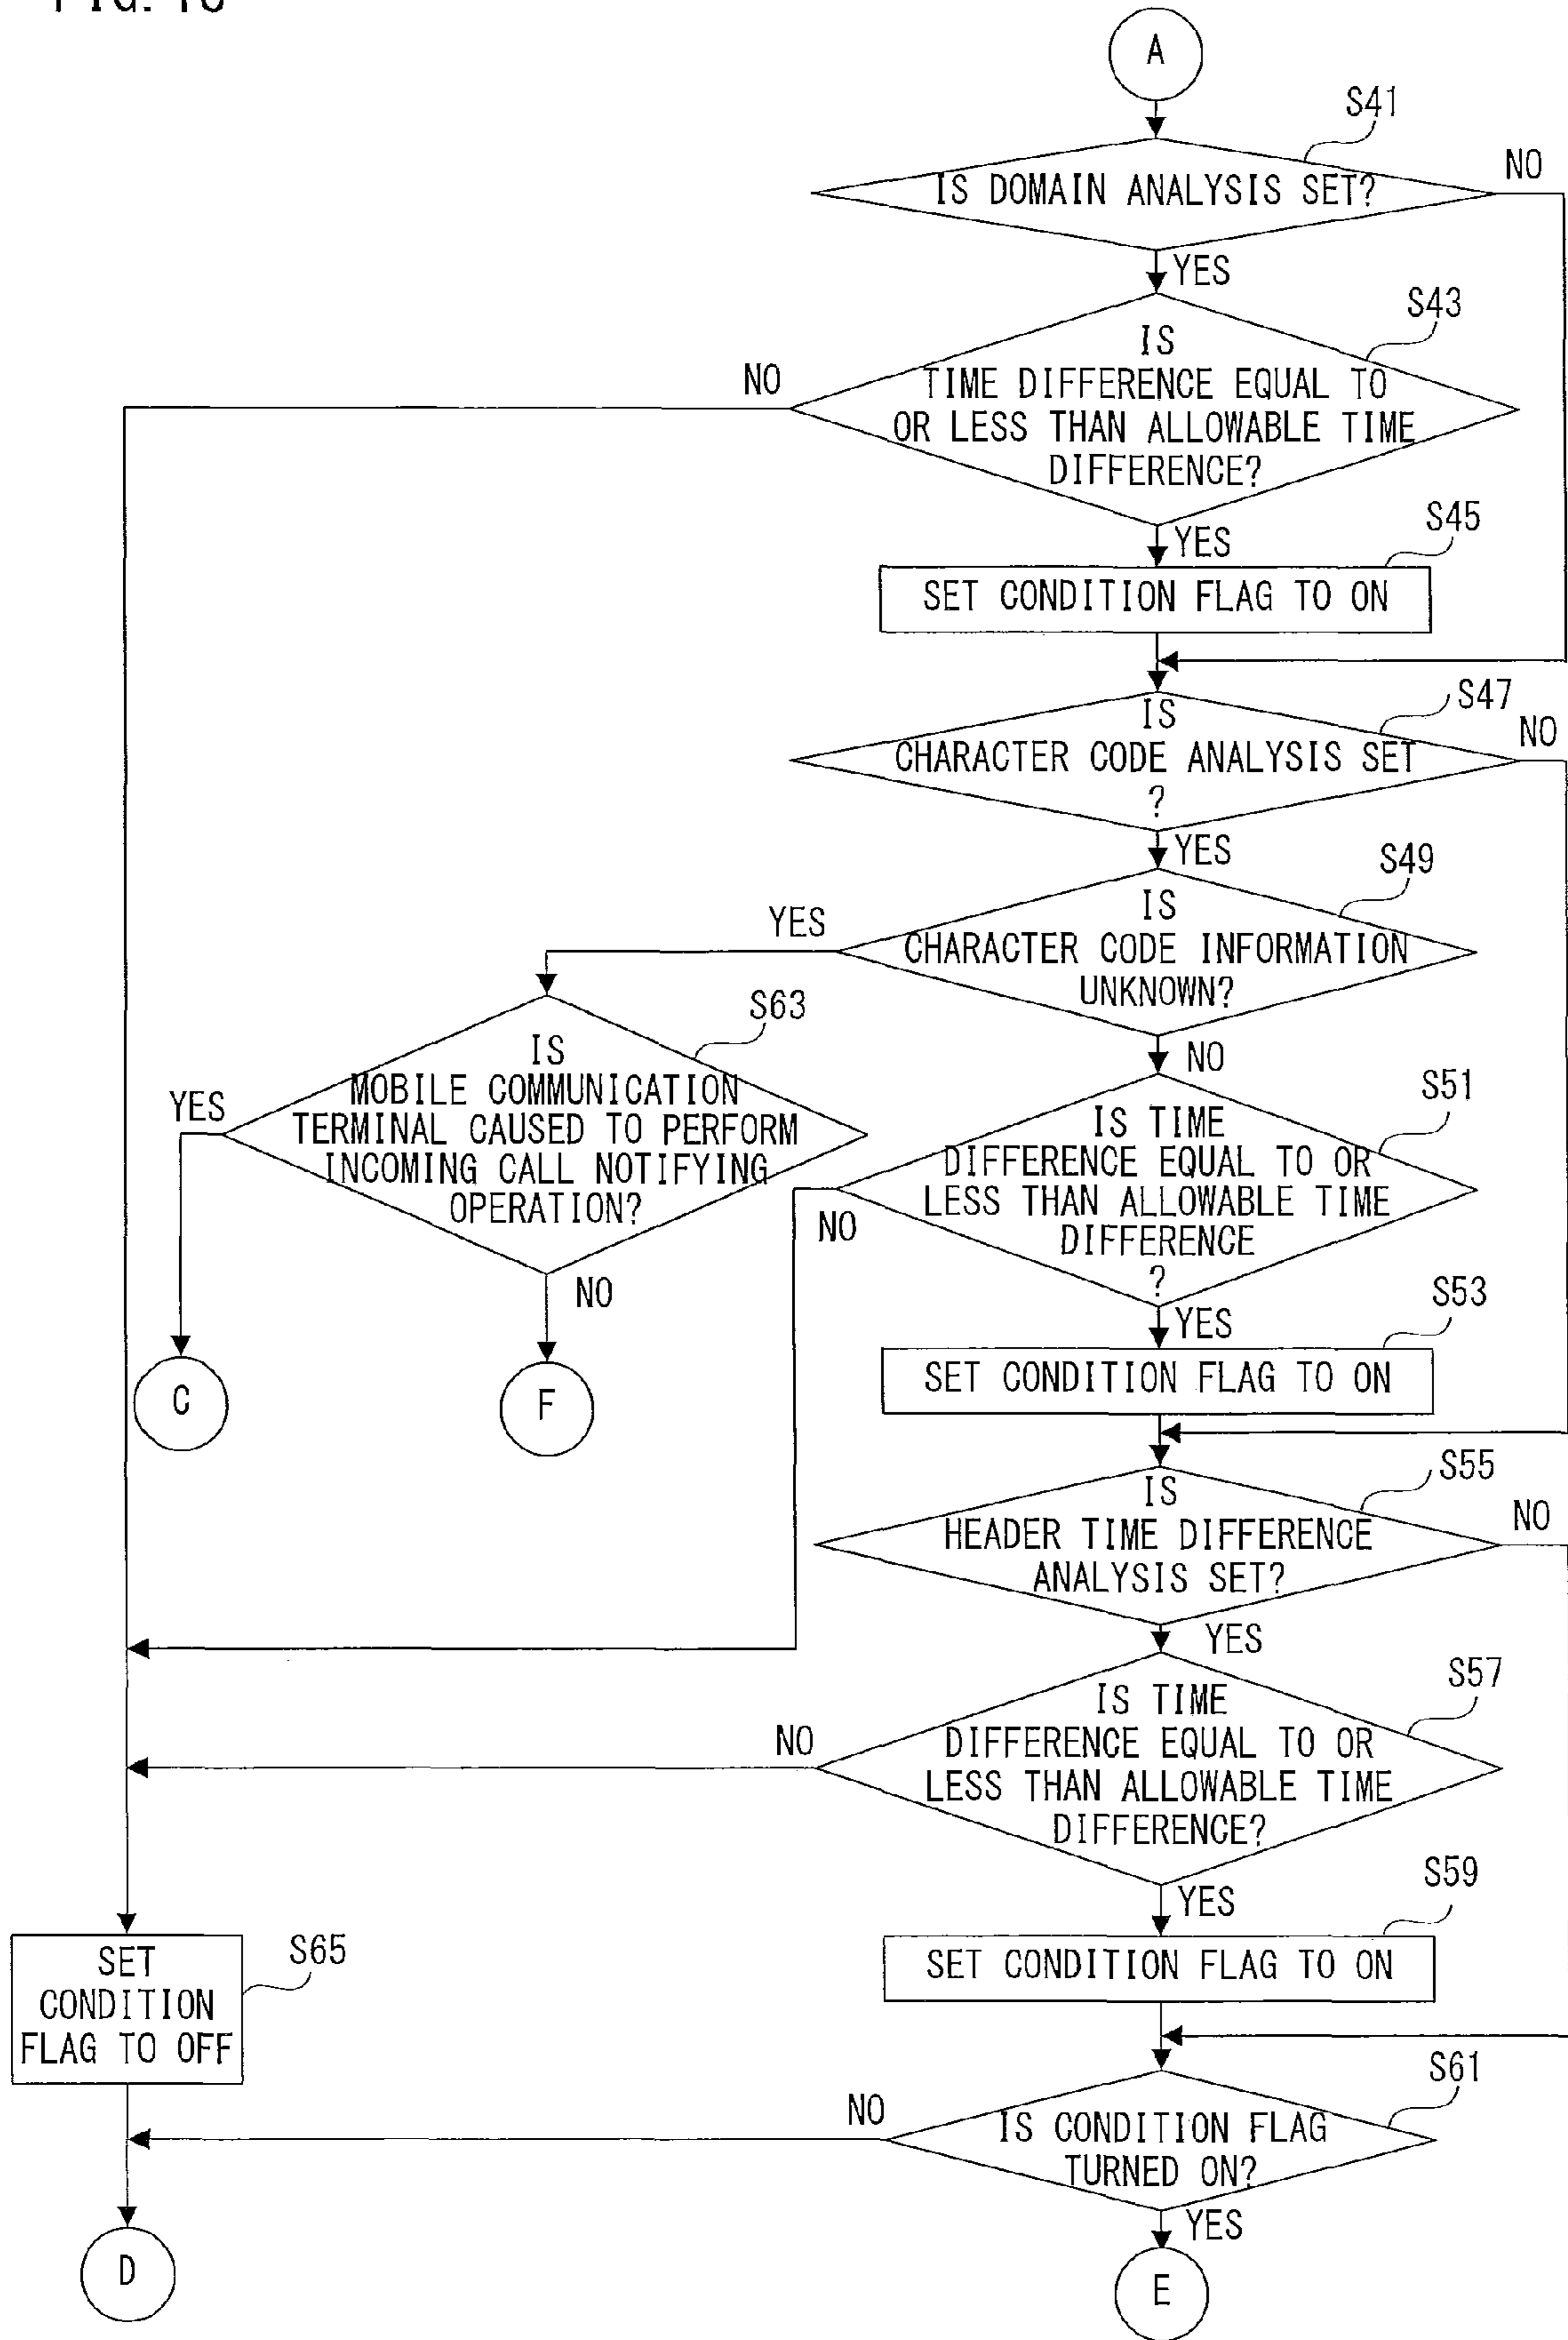 A
S41
IS DOMAIN ANALYSIS SET?
NO
YES
S43
IS
TIME DIFFERENCE EQUAL TO
OR LESS THAN ALLOWABLE TIME
DIFFERENCE?
NO
YES
S45
SET CONDITION FLAG TO ON
S47
IS
CHARACTER CODE ANALYSIS SET
?
NO
YES
S49
IS
CHARACTER CODE INFORMATION
UNKNOWN?
YES
NO
S63
IS
MOBILE COMMUNICATION
TERMINAL CAUSED TO PERFORM
INCOMING CALL NOTIFYING
OPERATION?
YES
NO
C
F
S51
IS TIME
DIFFERENCE EQUAL TO OR
LESS THAN ALLOWABLE TIME
DIFFERENCE
?
NO
YES
S53
SET CONDITION FLAG TO ON
S55
IS
HEADER TIME DIFFERENCE
ANALYSIS SET?
NO
YES
S57
IS TIME
DIFFERENCE EQUAL TO OR
LESS THAN ALLOWABLE TIME
DIFFERENCE?
NO
YES
S59
SET CONDITION FLAG TO ON
S65
SET
CONDITION
FLAG TO OFF
S61
IS CONDITION FLAG
TURNED ON?
NO
YES
D
E